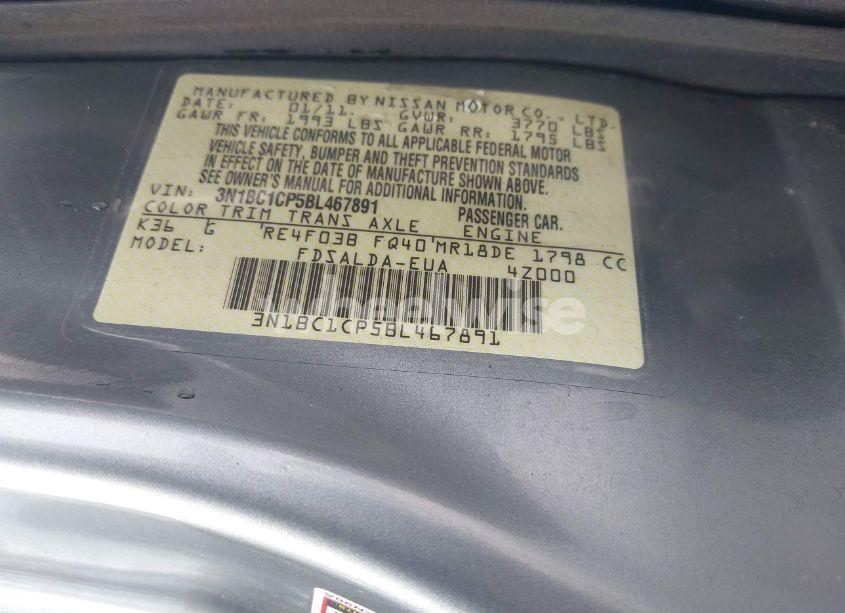 MANUFACTURED BY NISSAN MOTOR CO., LTD.
DATE: 01/11. GVWR: 3770 LBS
GAWR FR: 1993 LBS GAWR RR: 1795 LBS
THIS VEHICLE CONFORMS TO ALL APPLICABLE FEDERAL MOTOR
VEHICLE SAFETY, BUMPER AND THEFT PREVENTION STANDARDS
IN EFFECT ON THE DATE OF MANUFACTURE SHOWN ABOVE.
SEE OWNER'S MANUAL FOR ADDITIONAL INFORMATION.
VIN: 3N1BC1CP5BL467891 PASSENGER CAR.
COLOR TRIM TRANS AXLE ENGINE
K36 G RE4F03B FQ40 MR18DE 1798 CC
MODEL: FDSALDA-EUA 4Z000
wheelwise
3N1BC1CP5BL467891